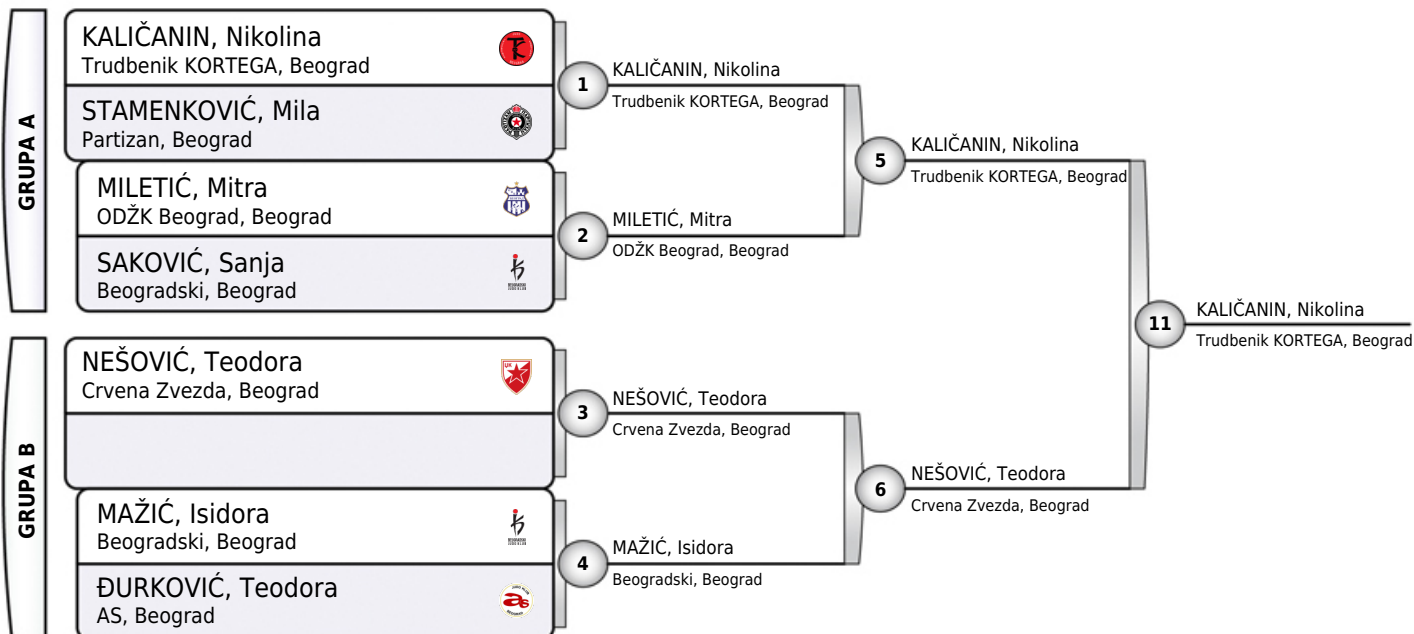 GRUPA A
KALIČANIN, Nikolina
Trudbenik KORTEGA, Beograd
STAMENKOVIĆ, Mila
Partizan, Beograd
MILETIĆ, Mitra
ODŽK Beograd, Beograd
SAKOVIĆ, Sanja
Beogradski, Beograd
1
KALIČANIN, Nikolina
Trudbenik KORTEGA, Beograd
2
MILETIĆ, Mitra
ODŽK Beograd, Beograd
5
KALIČANIN, Nikolina
Trudbenik KORTEGA, Beograd
GRUPA B
NEŠOVIĆ, Teodora
Crvena Zvezda, Beograd
MAŽIĆ, Isidora
Beogradski, Beograd
ĐURKOVIĆ, Teodora
AS, Beograd
as
3
NEŠOVIĆ, Teodora
Crvena Zvezda, Beograd
4
MAŽIĆ, Isidora
Beogradski, Beograd
6
NEŠOVIĆ, Teodora
Crvena Zvezda, Beograd
11
KALIČANIN, Nikolina
Trudbenik KORTEGA, Beograd